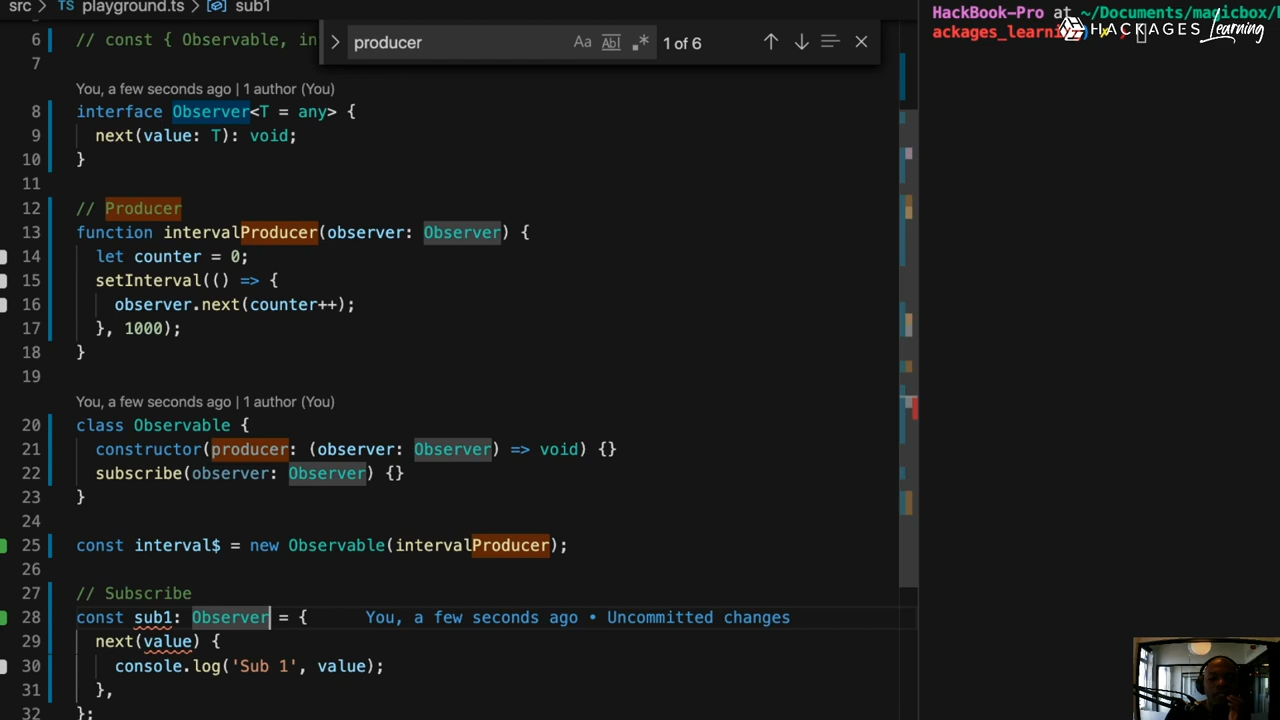 src > TS playground.ts > sub1
HackBook-Pro at ~/Documents/magicbox/
ackages_learni
HACKAGES Learning
producer
Aa Abl .* 1 of 6
6 // const { Observable, in
7
You, a few seconds ago | 1 author (You)
8 interface Observer<T = any> {
9 next(value: T): void;
10 }
11
12 // Producer
13 function intervalProducer(observer: Observer) {
14 let counter = 0;
15 setInterval(() => {
16 observer.next(counter++);
17 }, 1000);
18 }
19
You, a few seconds ago | 1 author (You)
20 class Observable {
21 constructor(producer: (observer: Observer) => void) {}
22 subscribe(observer: Observer) {}
23 }
24
25 const interval$ = new Observable(intervalProducer);
26
27 // Subscribe
28 const sub1: Observer = { You, a few seconds ago • Uncommitted changes
29 next(value) {
30 console.log('Sub 1', value);
31 },
32 };